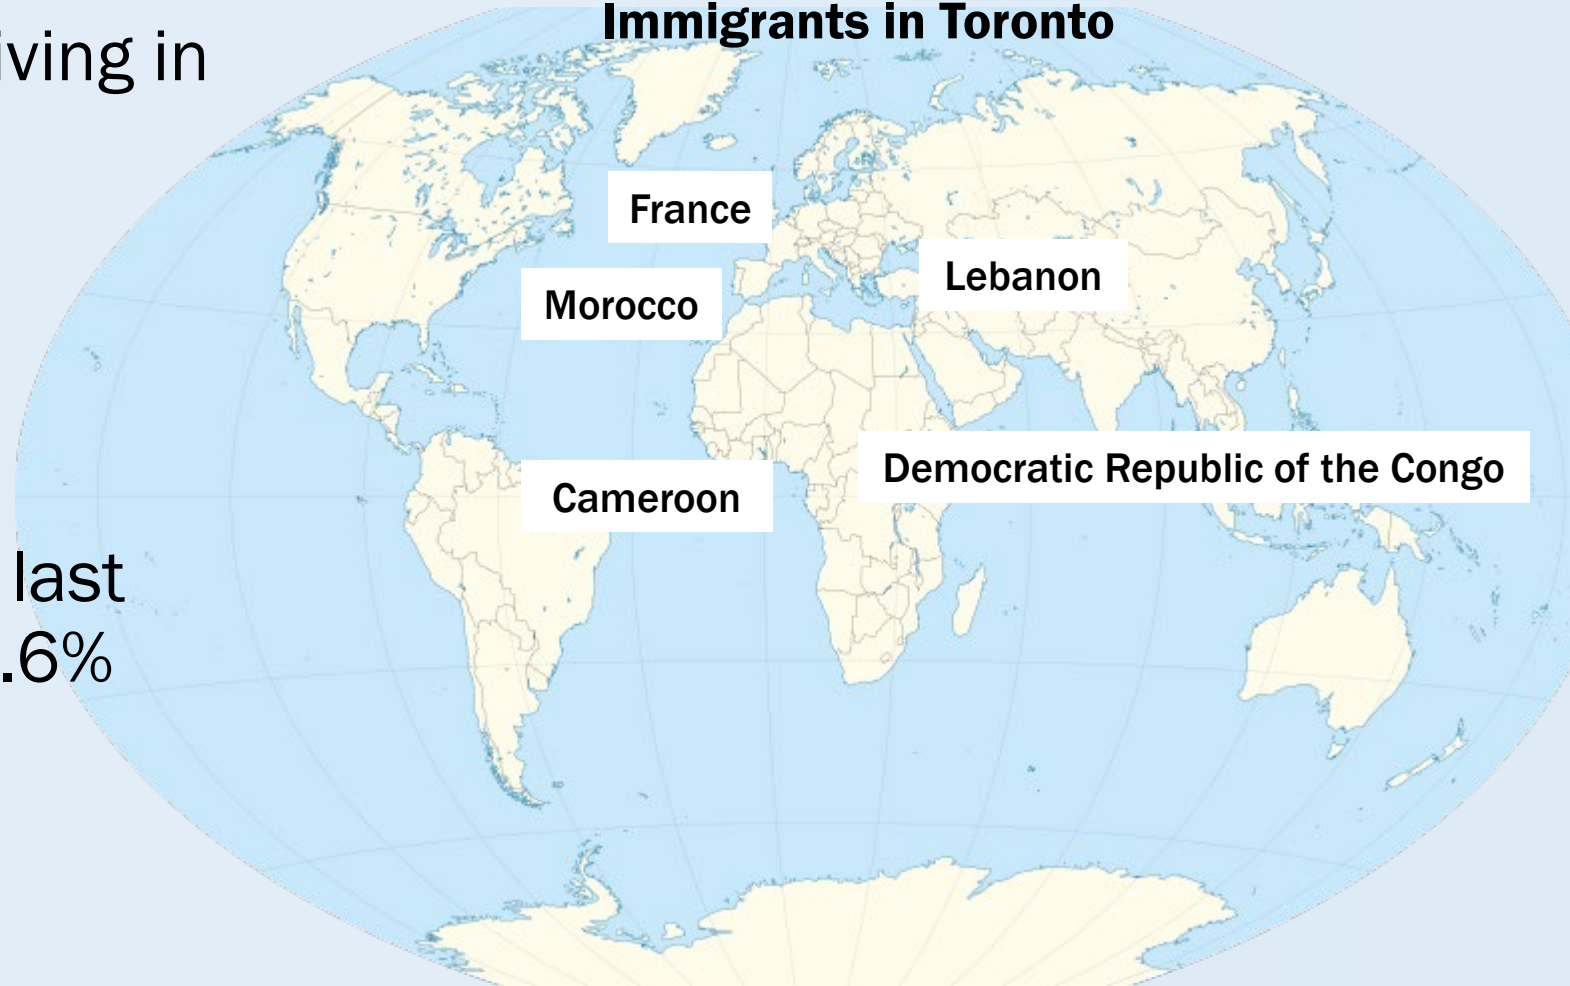 Immigrants in Toronto
iving in
France
Lebanon
Morocco
Democratic Republic of the Congo
Cameroon
last
.6%